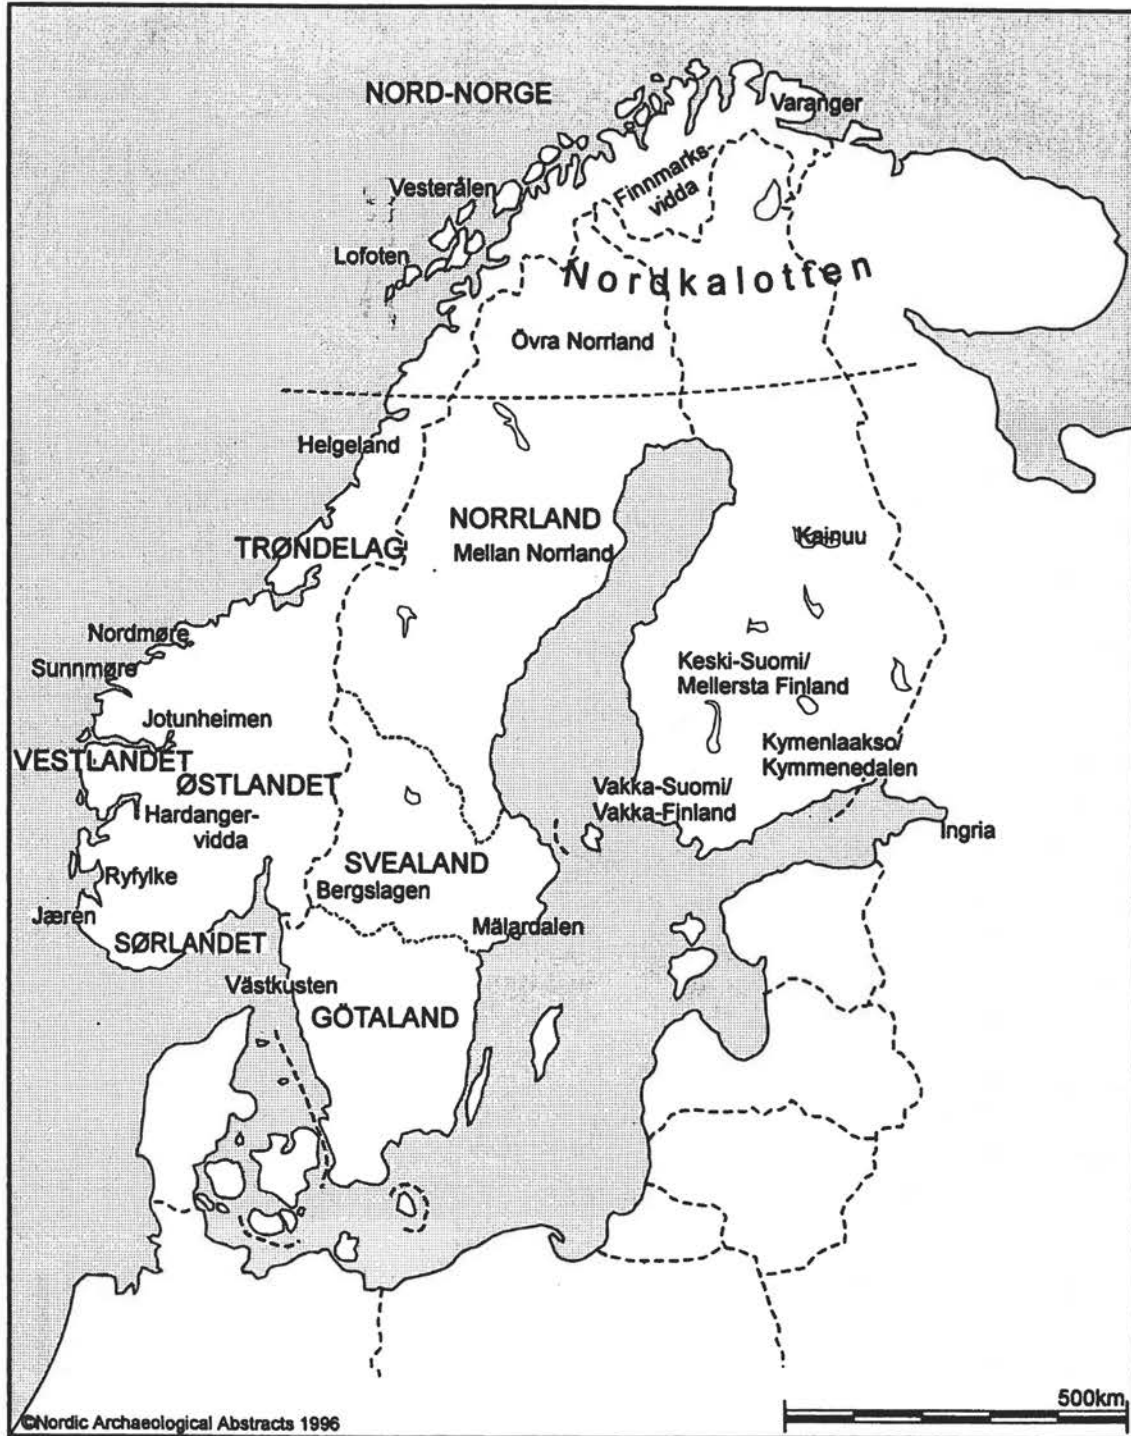 NORD-NORGE
Varanger
Finnmarks-
vidda
Vesterålen
Lofoten
Nordkalotten
Övra Norrland
Helgeland
NORRLAND
Mellan Norrland
TRØNDELAG
Kainuu
Nordmøre
Sunnmøre
Keski-Suomi/
Mellersta Finland
Jotunheimen
VESTLANDET
ØSTLANDET
Kymenlaakso/
Kymmenedalen
Hardanger-
vidda
Vakka-Suomi/
Vakka-Finland
Ingria
SVEALAND
Bergslagen
Ryfylke
Jæren
SØRLANDET
Mälardalen
Västkusten
GÖTALAND
500km
©Nordic Archaeological Abstracts 1996